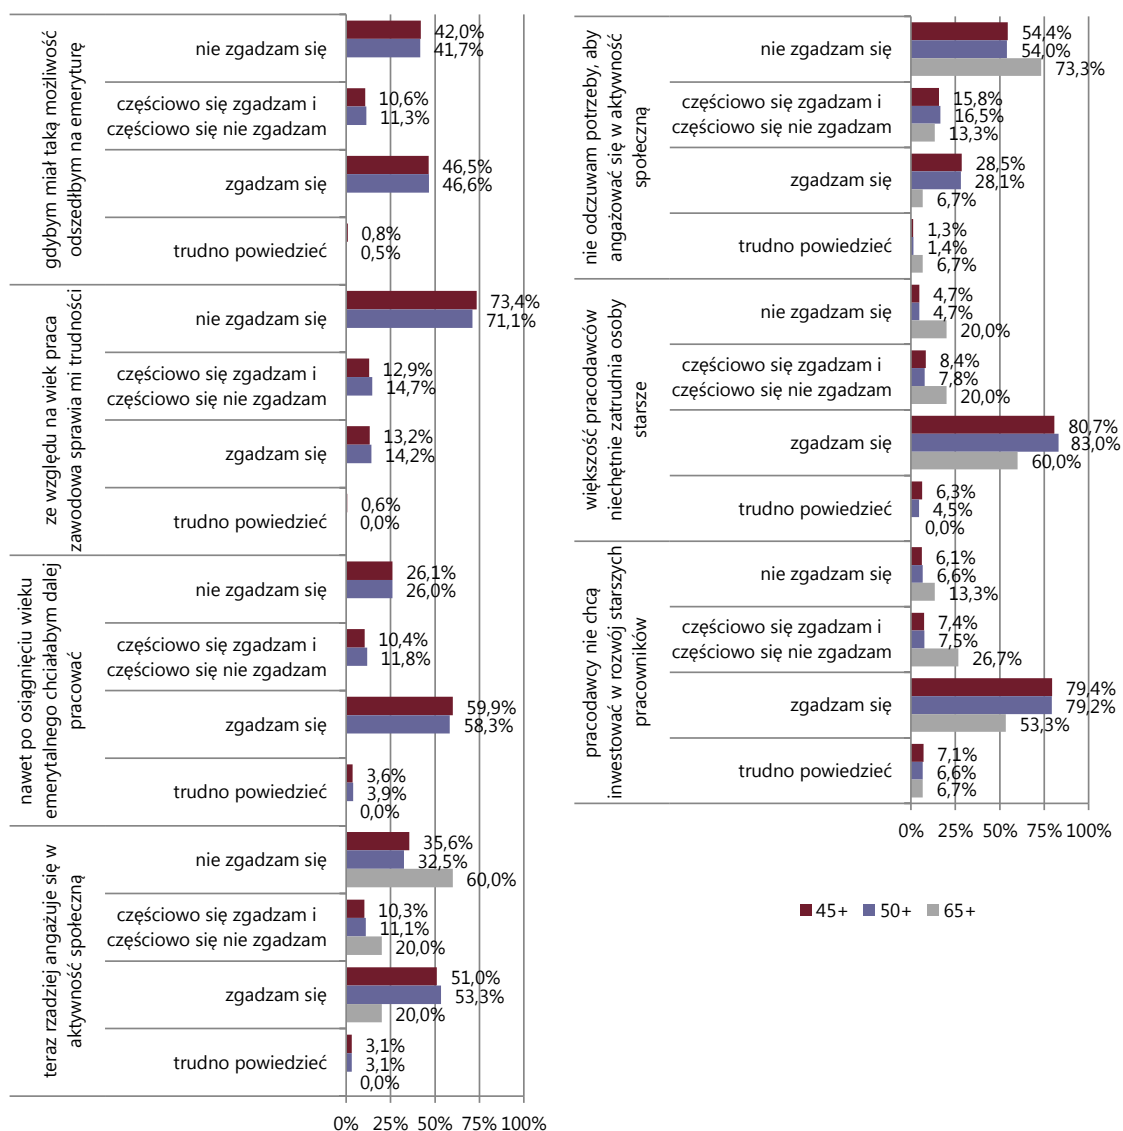 gdybym miał taką możliwość
odszedłbym na emeryturę
nie zgadzam się
42,0%
41,7%
częściowo się zgadzam i
częściowo się nie zgadzam
10,6%
11,3%
zgadzam się
46,5%
46,6%
trudno powiedzieć
0,8%
0,5%
ze względu na wiek praca
zawodowa sprawia mi trudności
nie zgadzam się
73,4%
71,1%
częściowo się zgadzam i
częściowo się nie zgadzam
12,9%
14,7%
zgadzam się
13,2%
14,2%
trudno powiedzieć
0,6%
0,0%
nawet po osiągnięciu wieku
emerytalnego chciałabym dalej
pracować
nie zgadzam się
26,1%
26,0%
częściowo się zgadzam i
częściowo się nie zgadzam
10,4%
11,8%
zgadzam się
59,9%
58,3%
trudno powiedzieć
3,6%
3,9%
0,0%
teraz rzadziej angażuje się w
aktywność społeczną
nie zgadzam się
35,6%
32,5%
60,0%
częściowo się zgadzam i
częściowo się nie zgadzam
10,3%
11,1%
20,0%
zgadzam się
51,0%
53,3%
20,0%
trudno powiedzieć
3,1%
3,1%
0,0%
0% 25% 50% 75% 100%
nie odczuwam potrzeby, aby
angażować się w aktywność
społeczną
nie zgadzam się
54,4%
54,0%
73,3%
częściowo się zgadzam i
częściowo się nie zgadzam
15,8%
16,5%
13,3%
zgadzam się
28,5%
28,1%
6,7%
trudno powiedzieć
1,3%
1,4%
6,7%
większość pracodawców
niechętnie zatrudnia osoby
starsze
nie zgadzam się
4,7%
4,7%
20,0%
częściowo się zgadzam i
częściowo się nie zgadzam
8,4%
7,8%
20,0%
zgadzam się
80,7%
83,0%
60,0%
trudno powiedzieć
6,3%
4,5%
0,0%
pracodawcy nie chcą
inwestować w rozwój starszych
pracowników
nie zgadzam się
6,1%
6,6%
13,3%
częściowo się zgadzam i
częściowo się nie zgadzam
7,4%
7,5%
26,7%
zgadzam się
79,4%
79,2%
53,3%
trudno powiedzieć
7,1%
6,6%
6,7%
0% 25% 50% 75% 100%
45+ 50+ 65+